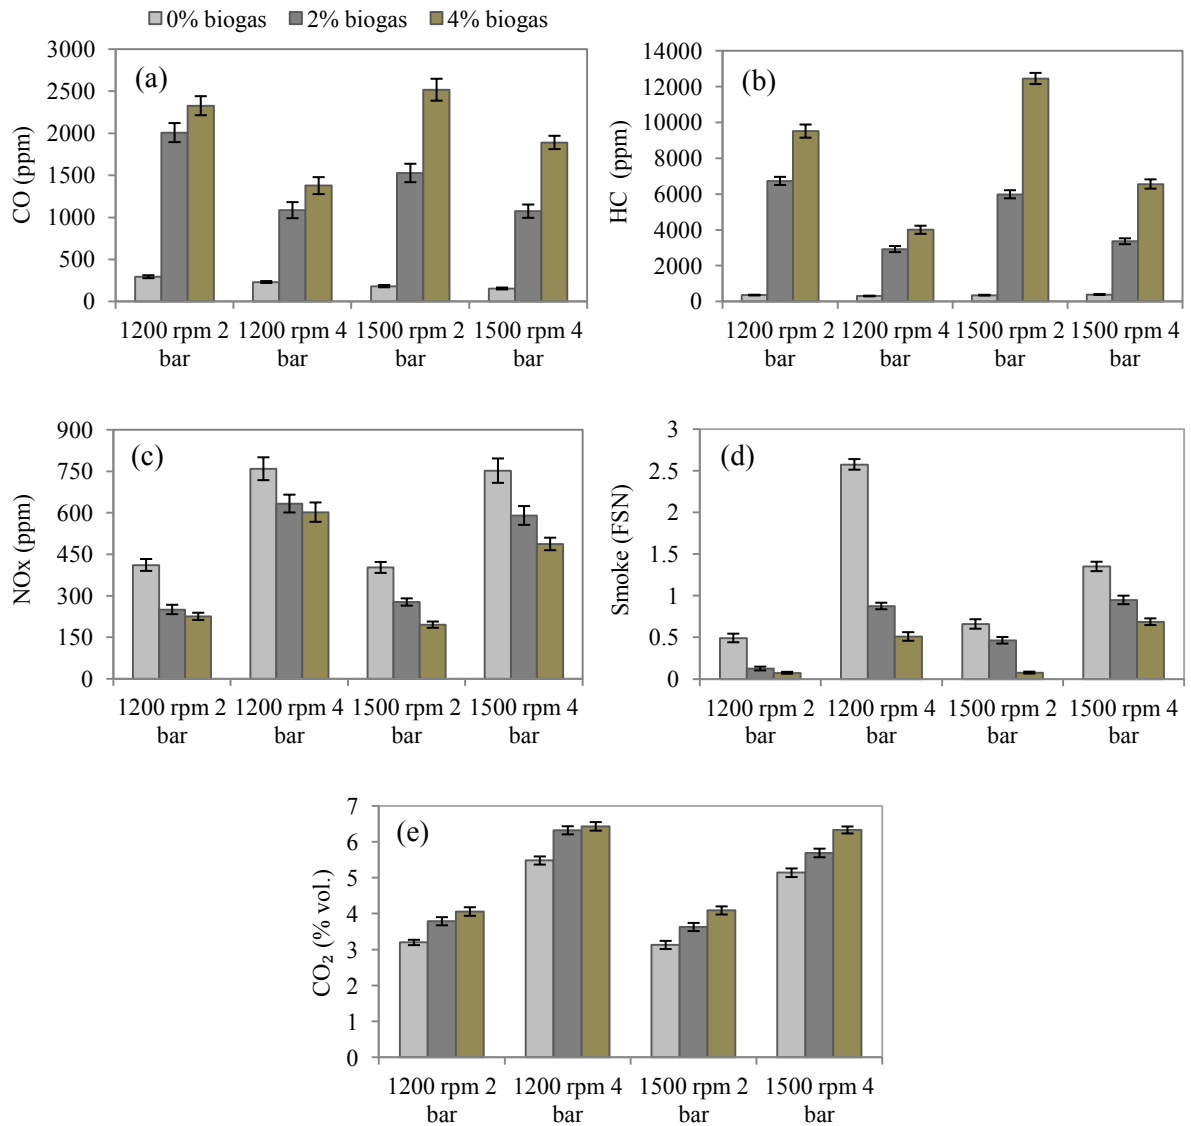 0% biogas 2% biogas 4% biogas
(a)
CO (ppm)
3000
2500
2000
1500
1000
500
0
1200 rpm 2 bar
1200 rpm 4 bar
1500 rpm 2 bar
1500 rpm 4 bar
(b)
HC (ppm)
14000
12000
10000
8000
6000
4000
2000
0
1200 rpm 2 bar
1200 rpm 4 bar
1500 rpm 2 bar
1500 rpm 4 bar
(c)
NOx (ppm)
900
750
600
450
300
150
0
1200 rpm 2 bar
1200 rpm 4 bar
1500 rpm 2 bar
1500 rpm 4 bar
(d)
Smoke (FSN)
3
2.5
2
1.5
1
0.5
0
1200 rpm 2 bar
1200 rpm 4 bar
1500 rpm 2 bar
1500 rpm 4 bar
(e)
CO₂ (% vol.)
7
6
5
4
3
2
1
0
1200 rpm 2 bar
1200 rpm 4 bar
1500 rpm 2 bar
1500 rpm 4 bar